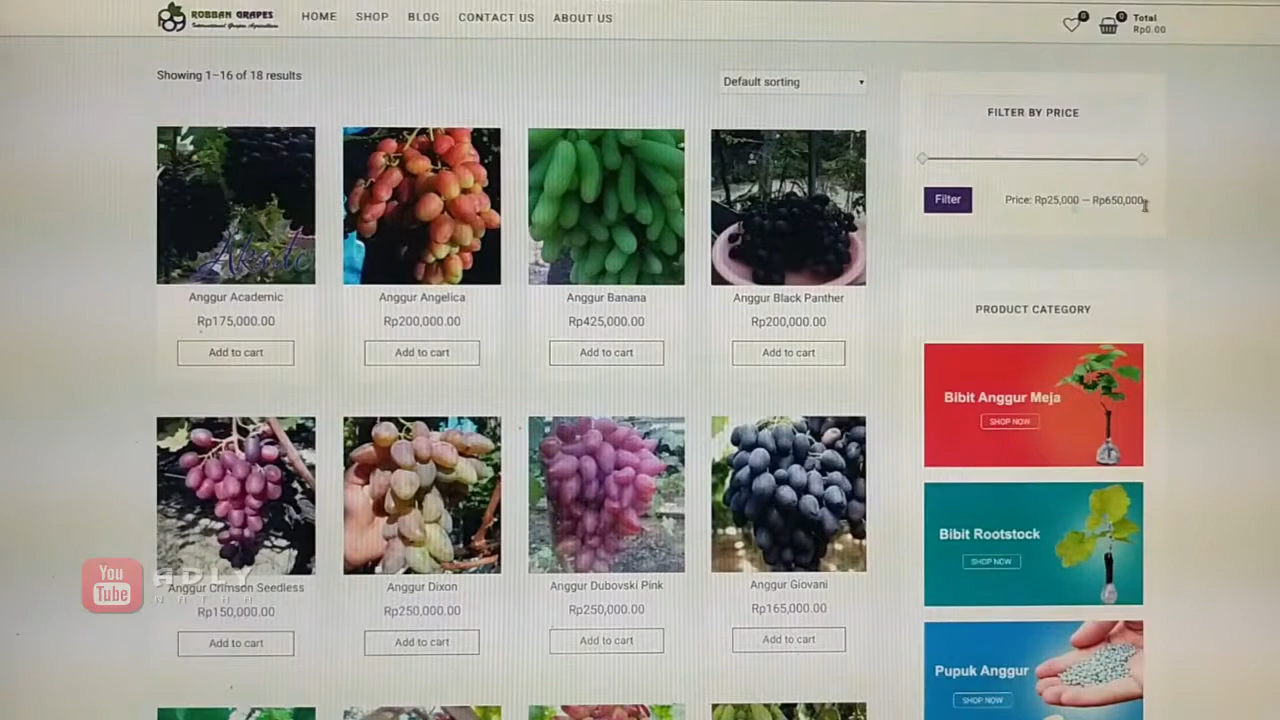 ROBBAN GRAPES
International Grapes Agriculture
HOME SHOP BLOG CONTACT US ABOUT US
0 0 Total
Rp0.00
Showing 1–16 of 18 results
Default sorting
FILTER BY PRICE
Filter
Price: Rp25,000 — Rp650,000
Anggur Academic
Rp175,000.00
Add to cart
Anggur Angelica
Rp200,000.00
Add to cart
Anggur Banana
Rp425,000.00
Add to cart
Anggur Black Panther
Rp200,000.00
Add to cart
PRODUCT CATEGORY
Bibit Anggur Meja
SHOP NOW
Bibit Rootstock
SHOP NOW
Pupuk Anggur
SHOP NOW
Anggur Crimson Seedless
Rp150,000.00
Add to cart
Anggur Dixon
Rp250,000.00
Add to cart
Anggur Dubovski Pink
Rp250,000.00
Add to cart
Anggur Giovani
Rp165,000.00
Add to cart
You
Tube
ADLY